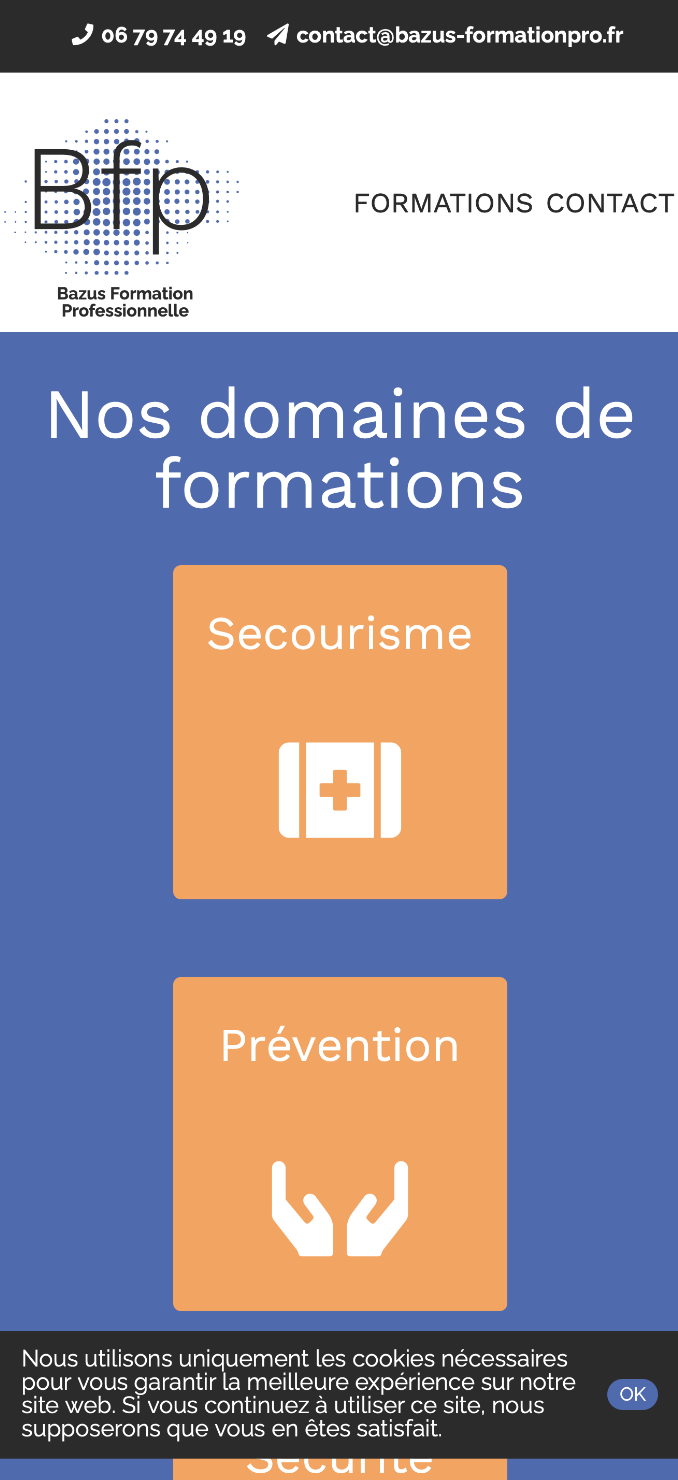 06 79 74 49 19 contact@bazus-formationpro.fr
Bfp
Bazus Formation
Professionnelle
FORMATIONS CONTACT
Nos domaines de
formations
Secourisme
Prévention
Nous utilisons uniquement les cookies nécessaires
pour vous garantir la meilleure expérience sur notre
site web. Si vous continuez à utiliser ce site, nous
supposerons que vous en êtes satisfait.
OK
Sécurité